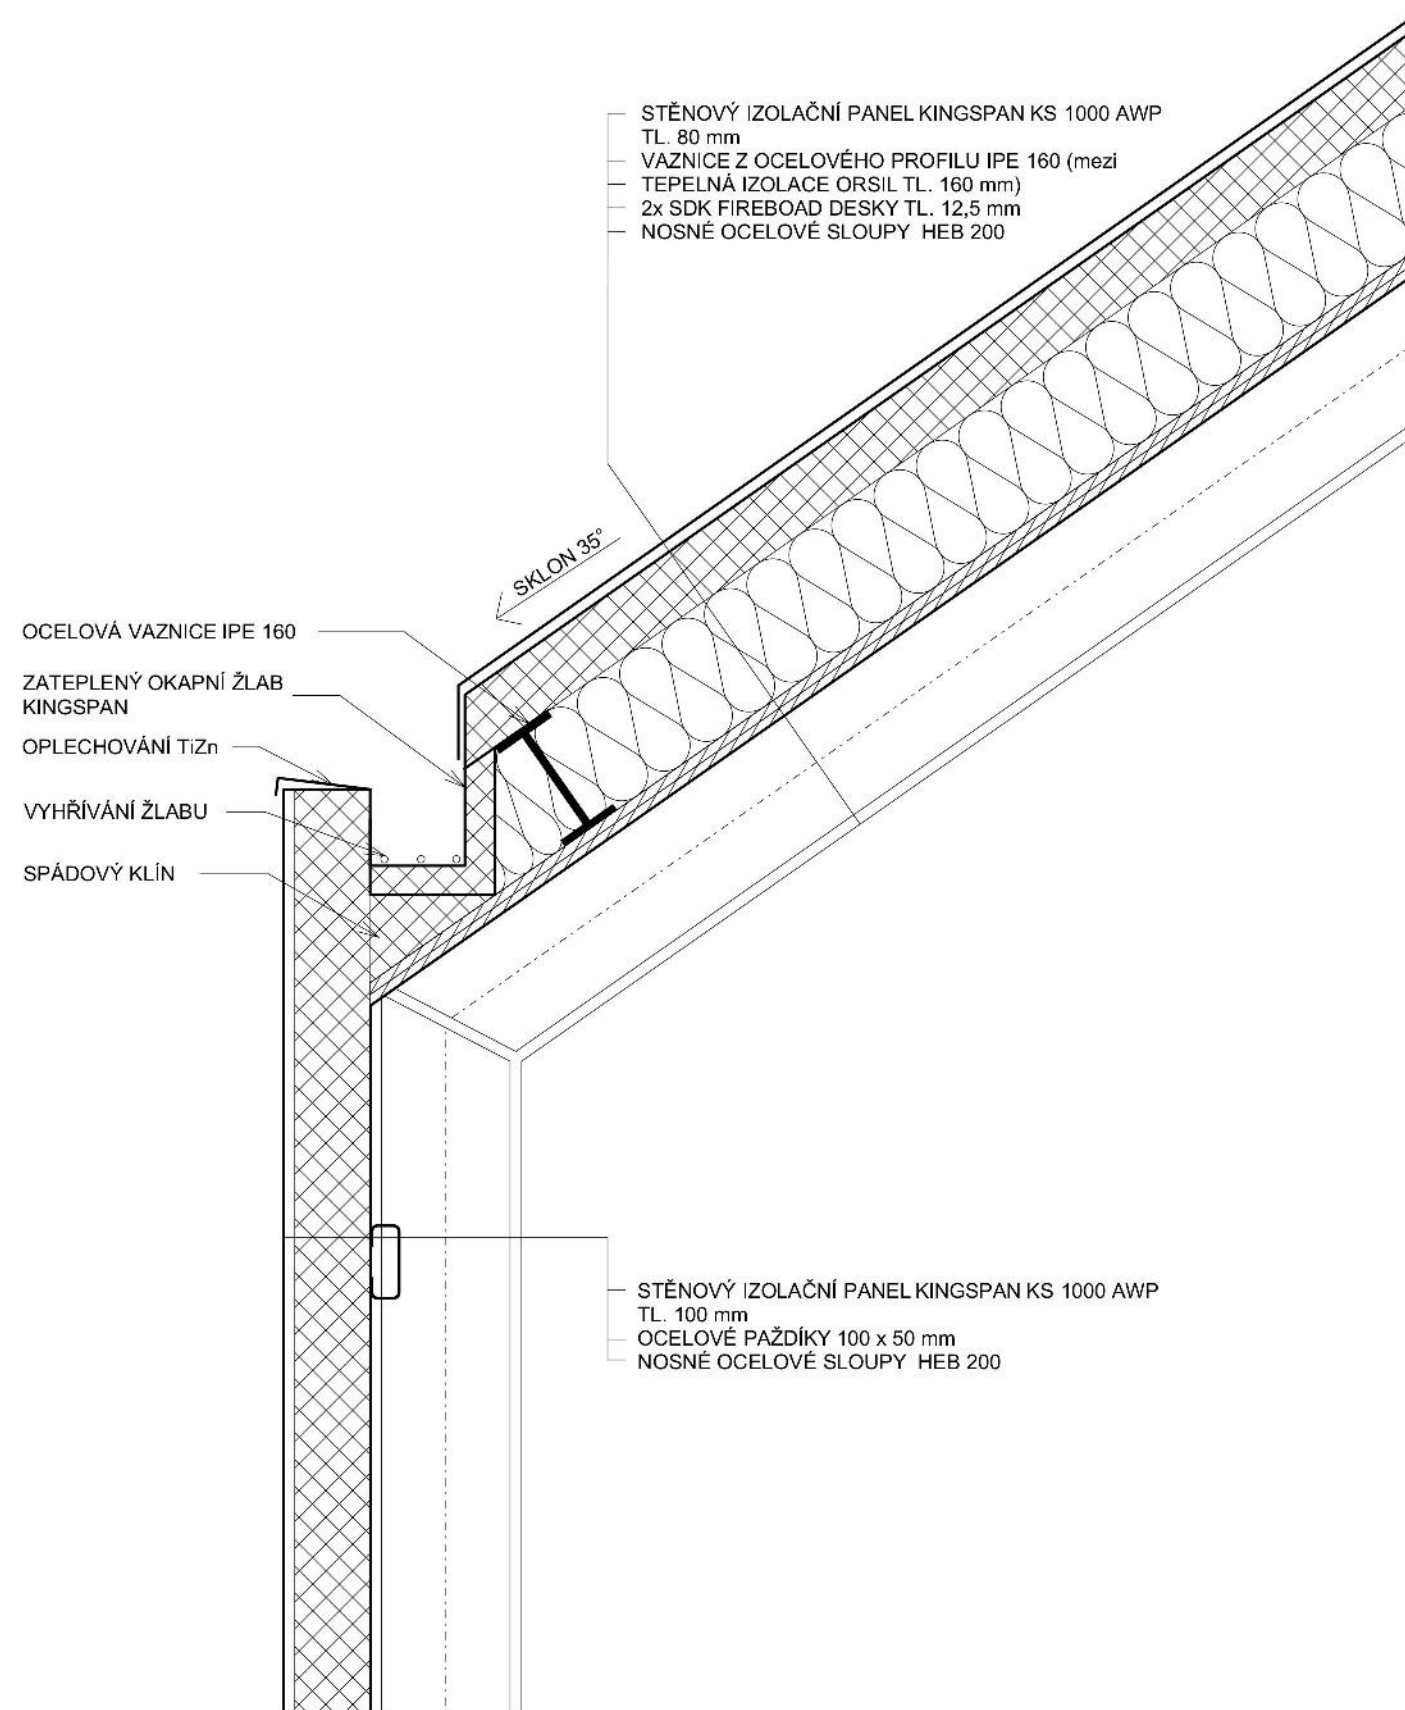 STĚNOVÝ IZOLAČNÍ PANEL KINGSPAN KS 1000 AWP
TL. 80 mm
VAZNICE Z OCELOVÉHO PROFILU IPE 160 (mezi
TEPELNÁ IZOLACE ORSIL TL. 160 mm)
2x SDK FIREBOAD DESKY TL. 12,5 mm
NOSNÉ OCELOVÉ SLOUPY HEB 200
SKLON 35°
OCELOVÁ VAZNICE IPE 160
ZATEPLENÝ OKAPNÍ ŽLAB
KINGSPAN
OPLECHOVÁNÍ TiZn
VYHŘÍVÁNÍ ŽLABU
SPÁDOVÝ KLÍN
STĚNOVÝ IZOLAČNÍ PANEL KINGSPAN KS 1000 AWP
TL. 100 mm
OCELOVÉ PAŽDÍKY 100 x 50 mm
NOSNÉ OCELOVÉ SLOUPY HEB 200